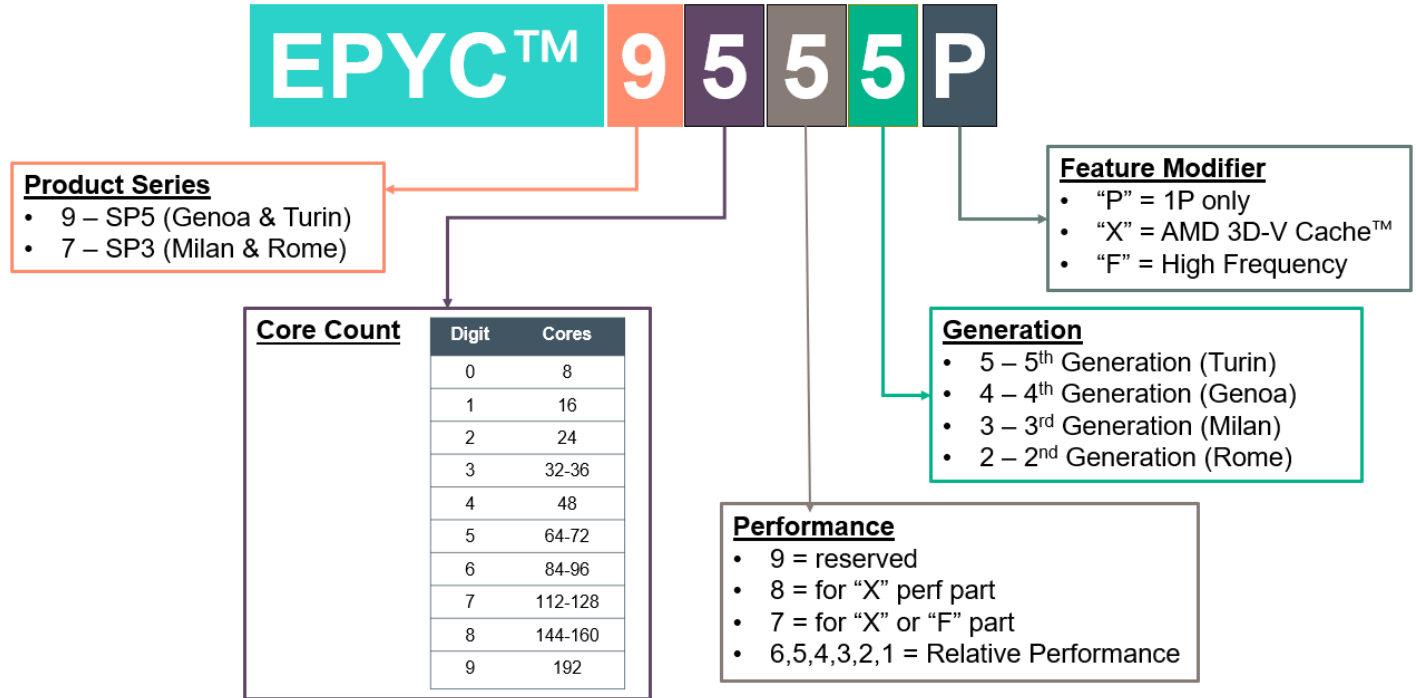 EPYC™ 9 5 5 5 P
Product Series
• 9 – SP5 (Genoa & Turin)
• 7 – SP3 (Milan & Rome)
Feature Modifier
• “P” = 1P only
• “X” = AMD 3D-V Cache™
• “F” = High Frequency
Core Count
Digit Cores
0 8
1 16
2 24
3 32-36
4 48
5 64-72
6 84-96
7 112-128
8 144-160
9 192
Generation
• 5 – 5th Generation (Turin)
• 4 – 4th Generation (Genoa)
• 3 – 3rd Generation (Milan)
• 2 – 2nd Generation (Rome)
Performance
• 9 = reserved
• 8 = for “X” perf part
• 7 = for “X” or “F” part
• 6,5,4,3,2,1 = Relative Performance